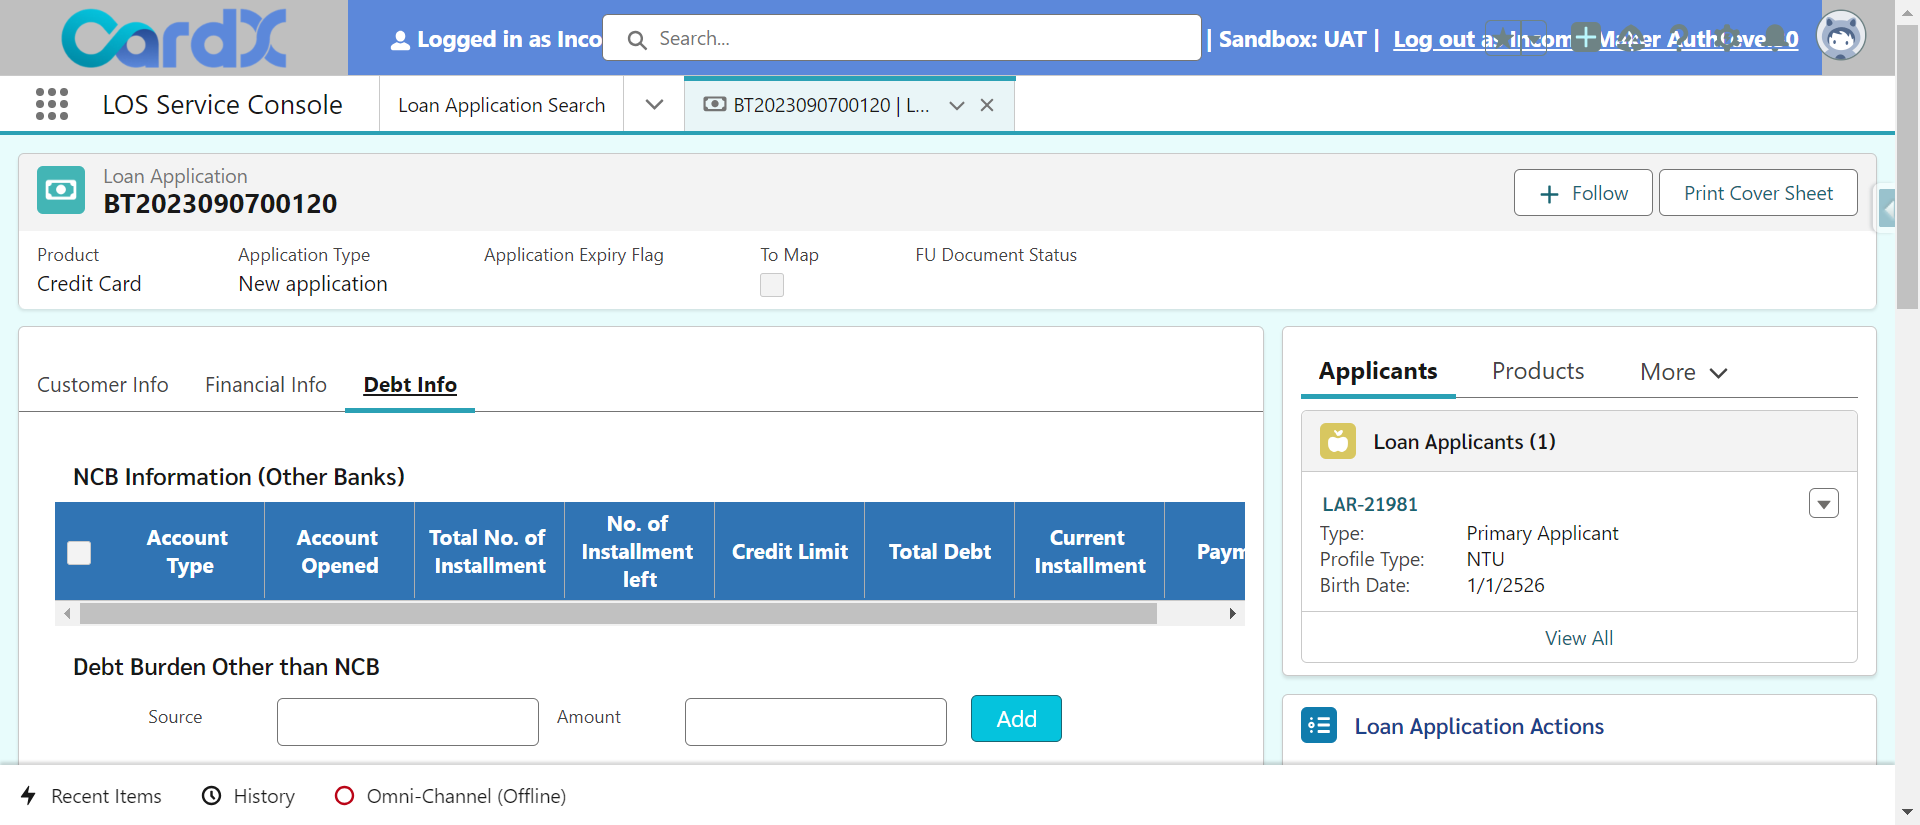 CardX
Logged in as Inco
Search...
| Sandbox: UAT |
Log out as Incom
LOS Service Console
Loan Application Search
BT2023090700120 | L...
Loan Application
BT2023090700120
Follow
Print Cover Sheet
Product
Application Type
Application Expiry Flag
To Map
FU Document Status
Credit Card
New application
Customer Info
Financial Info
Debt Info
Applicants
Products
More
Loan Applicants (1)
NCB Information (Other Banks)
Account Type
Account Opened
Total No. of Installment
No. of Installment left
Credit Limit
Total Debt
Current Installment
Paym
LAR-21981
Type:
Primary Applicant
Profile Type:
NTU
Birth Date:
1/1/2526
View All
Debt Burden Other than NCB
Source
Amount
Add
Loan Application Actions
Recent Items
History
Omni-Channel (Offline)